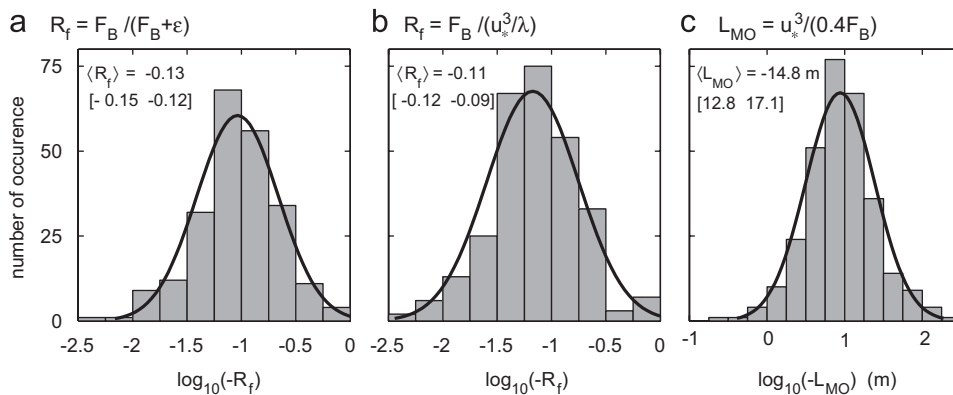 a R_f = F_B /(F_B+ε)
b R_f = F_B /(u_*^3/λ)
c L_MO = u_*^3/(0.4F_B)
number of occurence
75
50
25
0
⟨R_f⟩ = -0.13
[- 0.15 -0.12]
-2.5 -2 -1.5 -1 -0.5 0
log_10(-R_f)
⟨R_f⟩ = -0.11
[ -0.12 -0.09]
-2.5 -2 -1.5 -1 -0.5 0
log_10(-R_f)
⟨L_MO⟩ = -14.8 m
[12.8 17.1]
-1 0 1 2
log_10(-L_MO) (m)